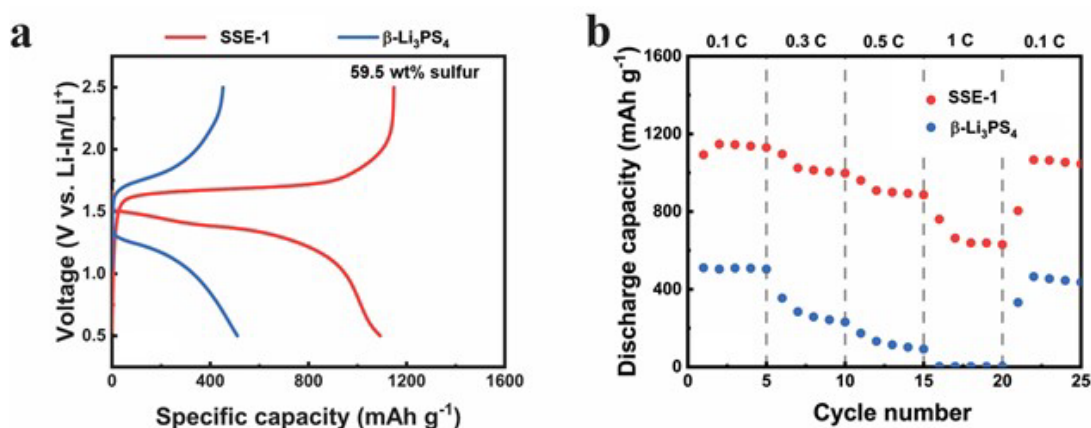 a
SSE-1 β-Li₃PS₄
59.5 wt% sulfur
Voltage (V vs. Li-In/Li⁺)
2.5
2.0
1.5
1.0
0.5
0 400 800 1200 1600
Specific capacity (mAh g⁻¹)
b
0.1 C 0.3 C 0.5 C 1 C 0.1 C
Discharge capacity (mAh g⁻¹)
1600
1200
800
400
0
SSE-1
β-Li₃PS₄
0 5 10 15 20 25
Cycle number